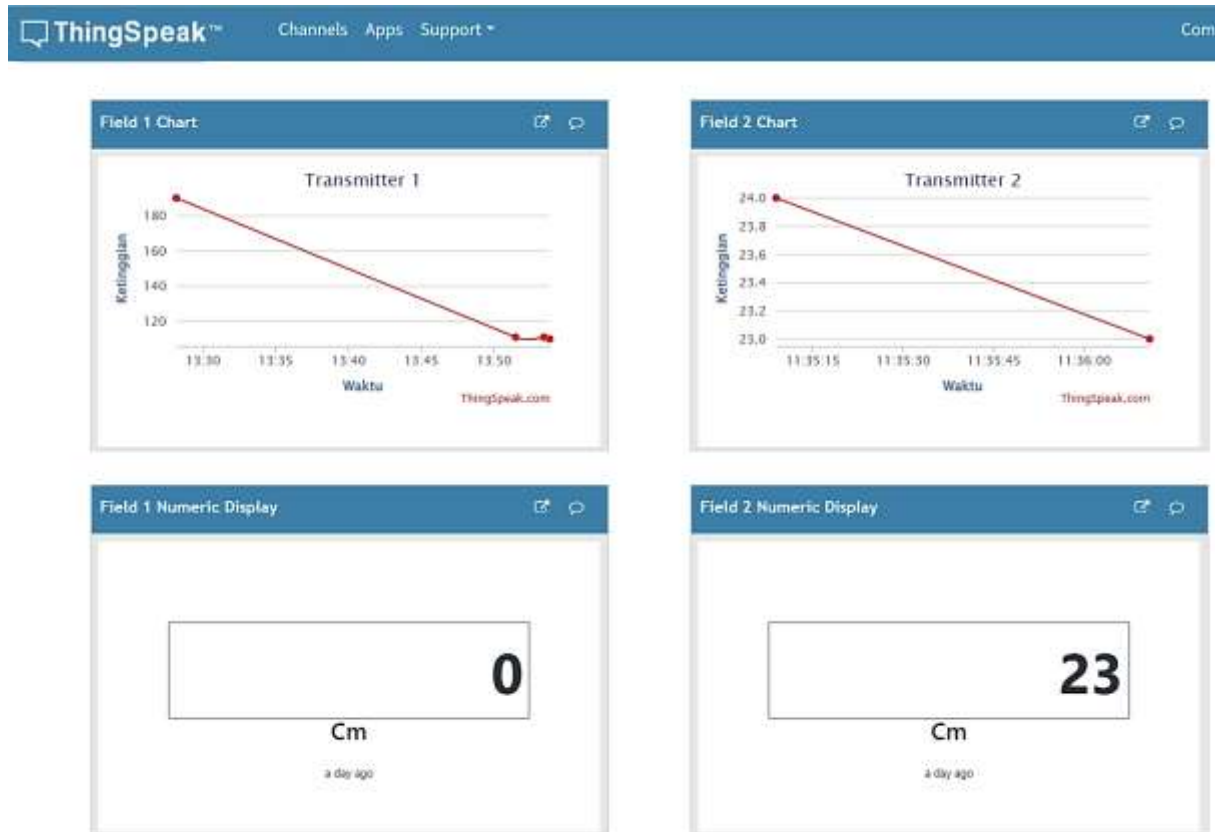 ThingSpeak™ Channels Apps Support Com
Field 1 Chart
Transmitter 1
Ketinggian
180
160
140
120
13:30 13:35 13:40 13:45 13:50
Waktu
ThingSpeak.com
Field 2 Chart
Transmitter 2
Ketinggian
24.0
23.8
23.6
23.4
23.2
23.0
11:35:15 11:35:30 11:35:45 11:36:00
Waktu
ThingSpeak.com
Field 1 Numeric Display
0
Cm
a day ago
Field 2 Numeric Display
23
Cm
a day ago